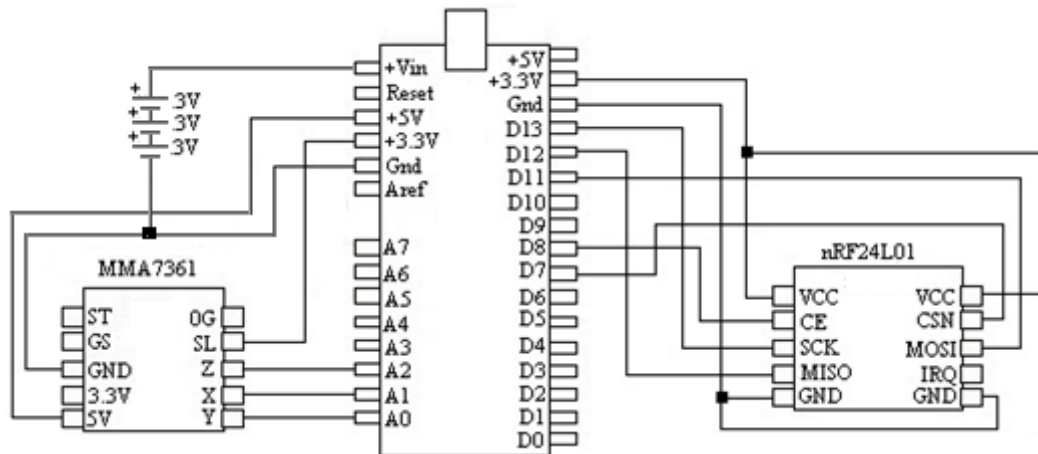 +Vin
Reset
+5V
+3.3V
Gnd
Aref
A7
A6
A5
A4
A3
A2
A1
A0
+5V
+3.3V
Gnd
D13
D12
D11
D10
D9
D8
D7
D6
D5
D4
D3
D2
D1
D0
+ .3V
+ .3V
+ .3V
MMA7361
ST 0G
GS SL
GND Z
3.3V X
5V Y
nRF24L01
VCC VCC
CE CSN
SCK MOSI
MISO IRQ
GND GND